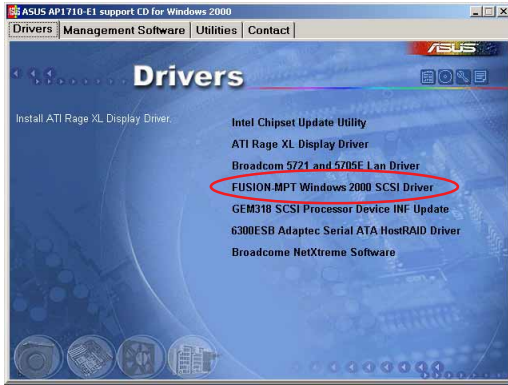 ASUS AP1710-E1 support CD for Windows 2000
Drivers Management Software Utilities Contact
ASUS
Drivers
Install ATI Rage XL Display Driver.
Intel Chipset Update Utility
ATI Rage XL Display Driver
Broadcom 5721 and 5705E Lan Driver
FUSION-MPT Windows 2000 SCSI Driver
GEM318 SCSI Processor Device INF Update
6300ESB Adaptec Serial ATA HostRAID Driver
Broadcome NetXtreme Software